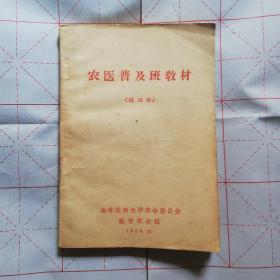 农医普及班教材
(试用本)
吉林医科大学革命委员会
教育革命组